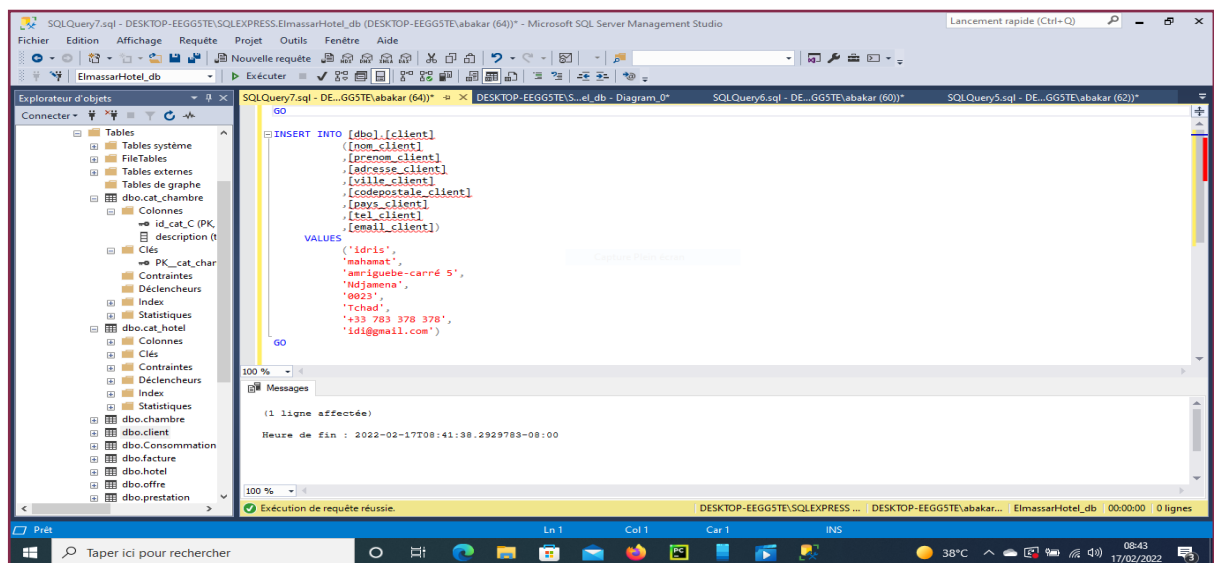 SQLQuery7.sql - DESKTOP-EEGG5TE\SQLEXPRESS.ElmassarHotel_db (DESKTOP-EEGG5TE\abakar (64))* - Microsoft SQL Server Management Studio
Lancement rapide (Ctrl+Q)
Fichier Edition Affichage Requête Projet Outils Fenêtre Aide
Nouvelle requête
ElmassarHotel_db
Exécuter
Explorateur d'objets
SQLQuery7.sql - DE...GG5TE\abakar (64))* DESKTOP-EEGG5TE\S...el_db - Diagram_0* SQLQuery6.sql - DE...GG5TE\abakar (60))* SQLQuery5.sql - DE...GG5TE\abakar (62))*
Connecter
Tables
Tables système
FileTables
Tables externes
Tables de graphe
dbo.cat_chambre
Colonnes
id_cat_C (PK,
description (t
Clés
PK__cat_char
Contraintes
Déclencheurs
Index
Statistiques
dbo.cat_hotel
Colonnes
Clés
Contraintes
Déclencheurs
Index
Statistiques
dbo.chambre
dbo.client
dbo.Consommation
dbo.facture
dbo.hotel
dbo.offre
dbo.prestation
GO
INSERT INTO [dbo].[client]
([nom_client]
,[prenom_client]
,[adresse_client]
,[ville_client]
,[codepostale_client]
,[pays_client]
,[tel_client]
,[email_client])
VALUES
('idris',
'mahamat',
'amriguebe-carré 5',
'Ndjamena',
'0023',
'Tchad',
'+33 783 378 378',
'idi@gmail.com')
GO
100 %
Messages
(1 ligne affectée)
Heure de fin : 2022-02-17T08:41:38.2929783-08:00
100 %
Exécution de requête réussie.
DESKTOP-EEGG5TE\SQLEXPRESS ... DESKTOP-EEGG5TE\abakar... ElmassarHotel_db 00:00:00 0 lignes
Prêt Ln 1 Col 1 Car 1 INS
Taper ici pour rechercher
38°C
08:43
17/02/2022
3